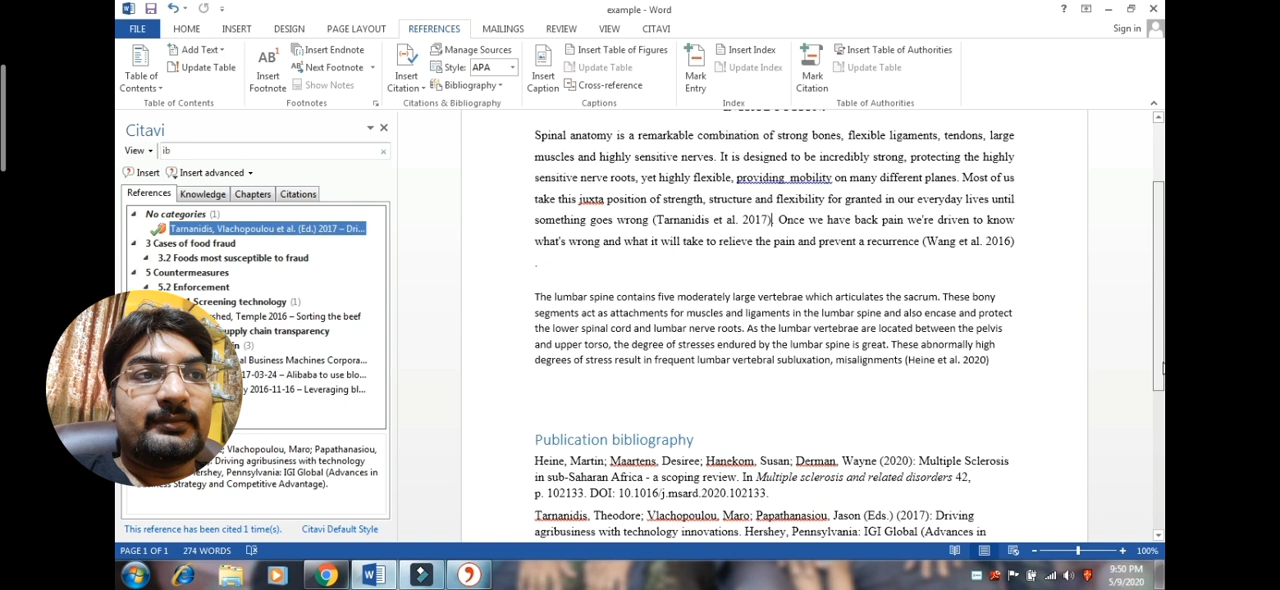 example - Word
Sign in
FILE HOME INSERT DESIGN PAGE LAYOUT REFERENCES MAILINGS REVIEW VIEW CITAVI
Table of Contents
Add Text
Update Table
Table of Contents
AB1
Insert Footnote
Insert Endnote
Next Footnote
Show Notes
Footnotes
Insert Citation
Manage Sources
Style: APA
Bibliography
Citations & Bibliography
Insert Caption
Insert Table of Figures
Update Table
Cross-reference
Captions
Mark Entry
Insert Index
Update Index
Index
Mark Citation
Insert Table of Authorities
Update Table
Table of Authorities
Citavi
View ib
Insert Insert advanced
References Knowledge Chapters Citations
No categories (1)
Tarnanidis, Vlachopoulou et al. (Ed.) 2017 – Dri...
3 Cases of food fraud
3.2 Foods most susceptible to fraud
5 Countermeasures
5.2 Enforcement
Screening technology (1)
Temple 2016 – Sorting the beef
chain transparency
(3)
Business Machines Corpora...
17-03-24 – Alibaba to use blo...
2016-11-16 – Leveraging bl...
Vlachopoulou, Maro; Papathanasiou,
Driving agribusiness with technology
Hershey, Pennsylvania: IGI Global (Advances in
Strategy and Competitive Advantage).
This reference has been cited 1 time(s). Citavi Default Style
Spinal anatomy is a remarkable combination of strong bones, flexible ligaments, tendons, large
muscles and highly sensitive nerves. It is designed to be incredibly strong, protecting the highly
sensitive nerve roots, yet highly flexible, providing mobility on many different planes. Most of us
take this juxta position of strength, structure and flexibility for granted in our everyday lives until
something goes wrong (Tarnanidis et al. 2017). Once we have back pain we're driven to know
what's wrong and what it will take to relieve the pain and prevent a recurrence (Wang et al. 2016)
.
The lumbar spine contains five moderately large vertebrae which articulates the sacrum. These bony
segments act as attachments for muscles and ligaments in the lumbar spine and also encase and protect
the lower spinal cord and lumbar nerve roots. As the lumbar vertebrae are located between the pelvis
and upper torso, the degree of stresses endured by the lumbar spine is great. These abnormally high
degrees of stress result in frequent lumbar vertebral subluxation, misalignments (Heine et al. 2020)
Publication bibliography
Heine, Martin; Maartens, Desiree; Hanekom, Susan; Derman, Wayne (2020): Multiple Sclerosis
in sub-Saharan Africa - a scoping review. In Multiple sclerosis and related disorders 42,
p. 102133. DOI: 10.1016/j.msard.2020.102133.
Tarnanidis, Theodore; Vlachopoulou, Maro; Papathanasiou, Jason (Eds.) (2017): Driving
agribusiness with technology innovations. Hershey, Pennsylvania: IGI Global (Advances in
PAGE 1 OF 1 274 WORDS 100%
9:50 PM
5/9/2020